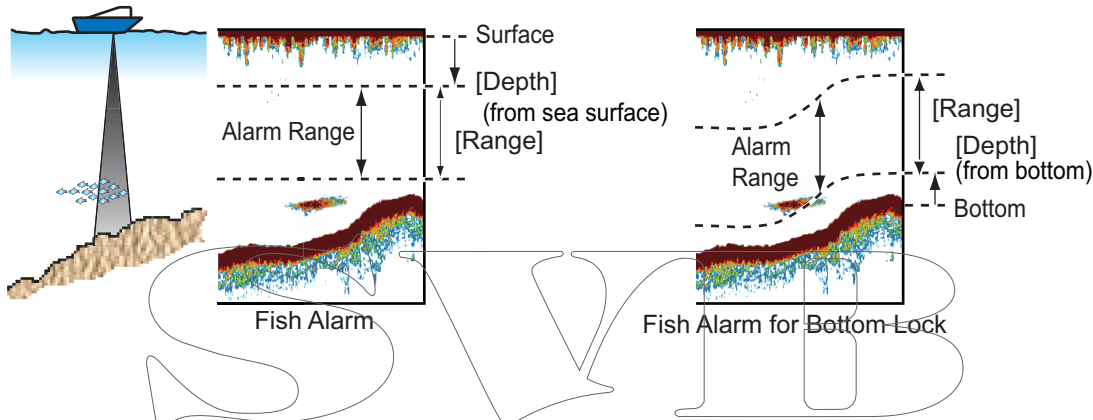 Surface
[Depth]
(from sea surface)
Alarm Range
[Range]
Fish Alarm
[Range]
Alarm
Range
[Depth]
(from bottom)
Bottom
Fish Alarm for Bottom Lock
SVB